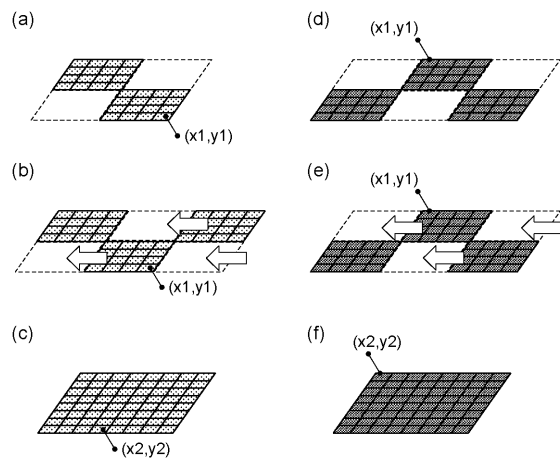 (a)
(x1,y1)
(b)
(x1,y1)
(c)
(x2,y2)
(d)
(x1,y1)
(e)
(x1,y1)
(f)
(x2,y2)